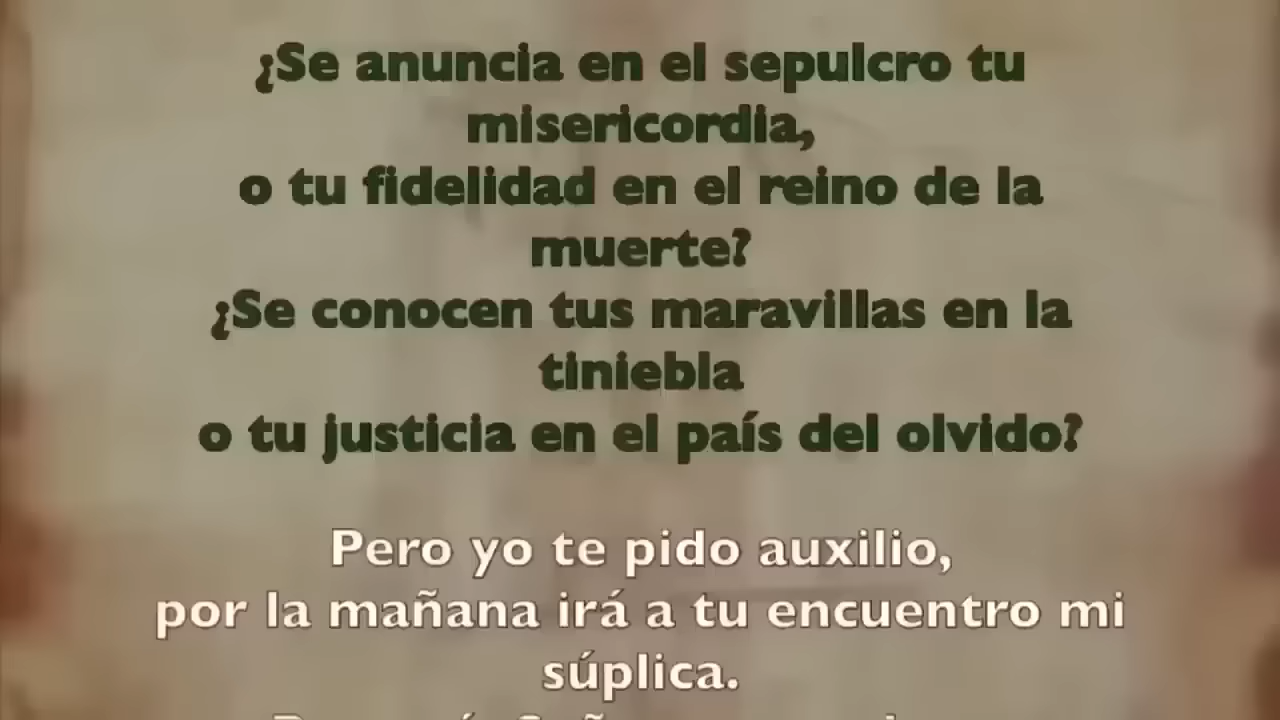 ¿Se anuncia en el sepulcro tu
misericordia,
o tu fidelidad en el reino de la
muerte?
¿Se conocen tus maravillas en la
tiniebla
o tu justicia en el país del olvido?
Pero yo te pido auxilio,
por la mañana irá a tu encuentro mi
súplica.